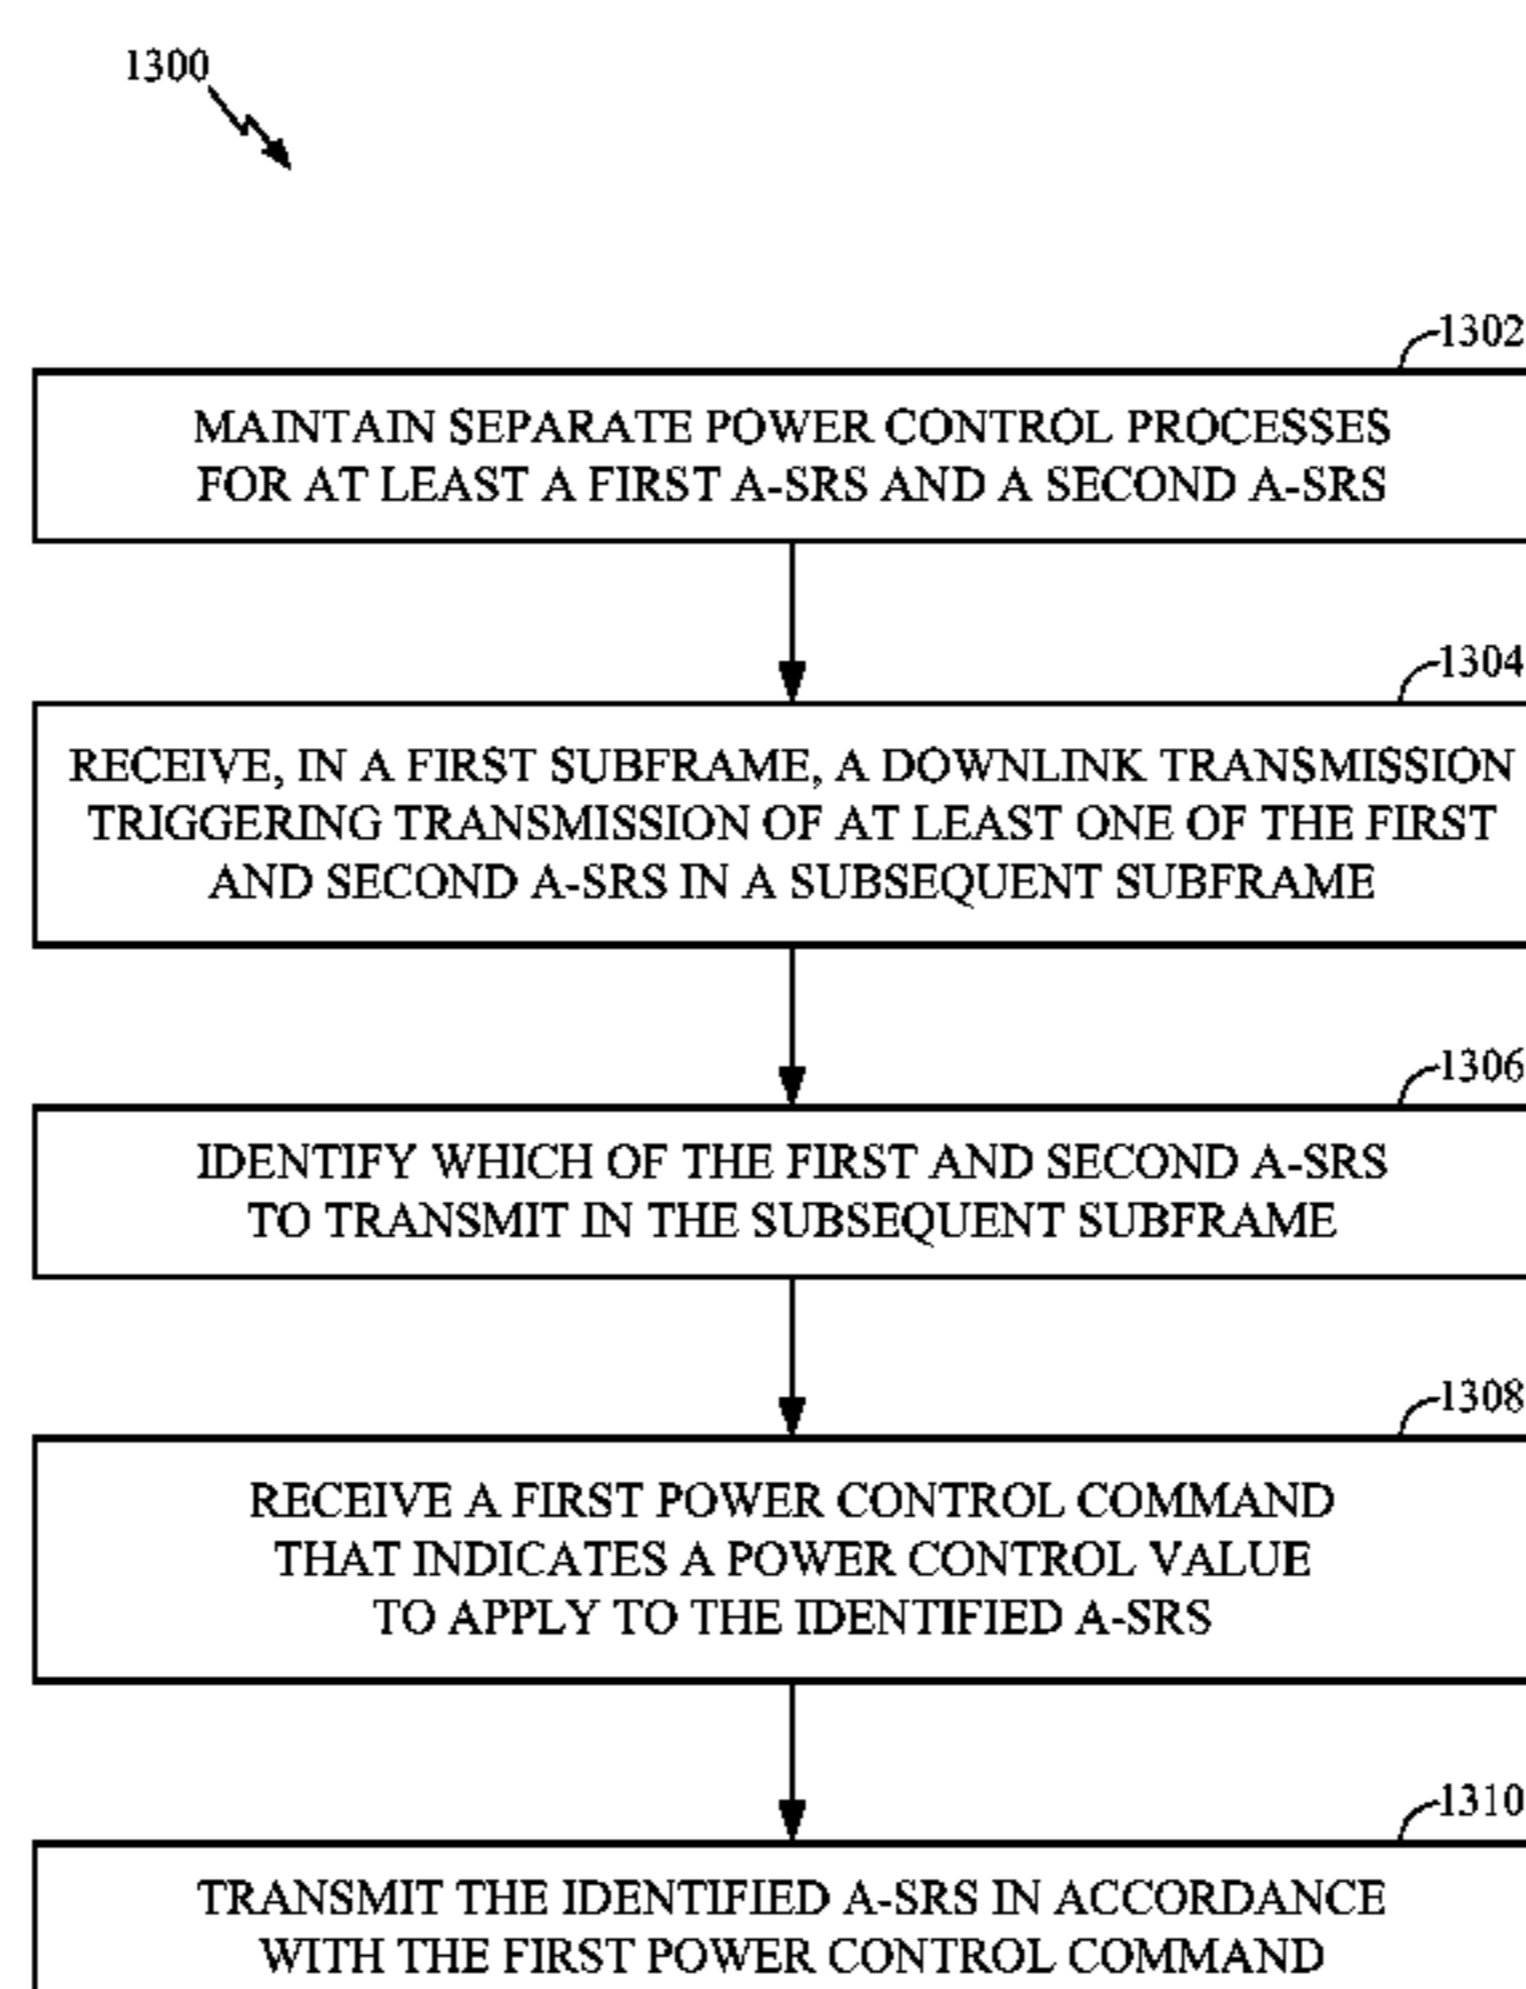 1300
1302
MAINTAIN SEPARATE POWER CONTROL PROCESSES
FOR AT LEAST A FIRST A-SRS AND A SECOND A-SRS
1304
RECEIVE, IN A FIRST SUBFRAME, A DOWNLINK TRANSMISSION
TRIGGERING TRANSMISSION OF AT LEAST ONE OF THE FIRST
AND SECOND A-SRS IN A SUBSEQUENT SUBFRAME
1306
IDENTIFY WHICH OF THE FIRST AND SECOND A-SRS
TO TRANSMIT IN THE SUBSEQUENT SUBFRAME
1308
RECEIVE A FIRST POWER CONTROL COMMAND
THAT INDICATES A POWER CONTROL VALUE
TO APPLY TO THE IDENTIFIED A-SRS
1310
TRANSMIT THE IDENTIFIED A-SRS IN ACCORDANCE
WITH THE FIRST POWER CONTROL COMMAND